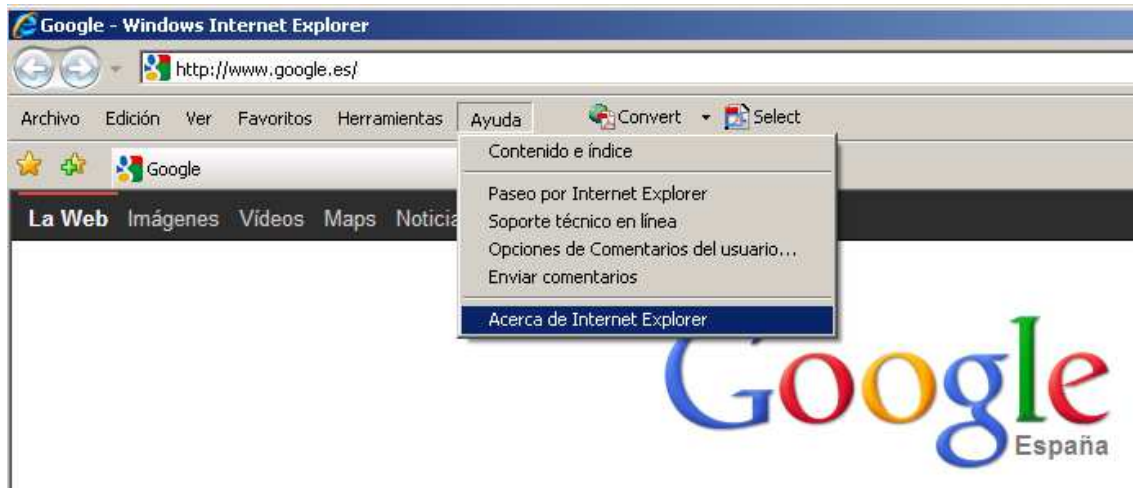 Google - Windows Internet Explorer
http://www.google.es/
Archivo Edición Ver Favoritos Herramientas Ayuda Convert Select
Contenido e índice
Google
Paseo por Internet Explorer
La Web Imágenes Vídeos Maps
Soporte técnico en línea
Opciones de Comentarios del usuario...
Enviar comentarios
Acerca de Internet Explorer
Google
España